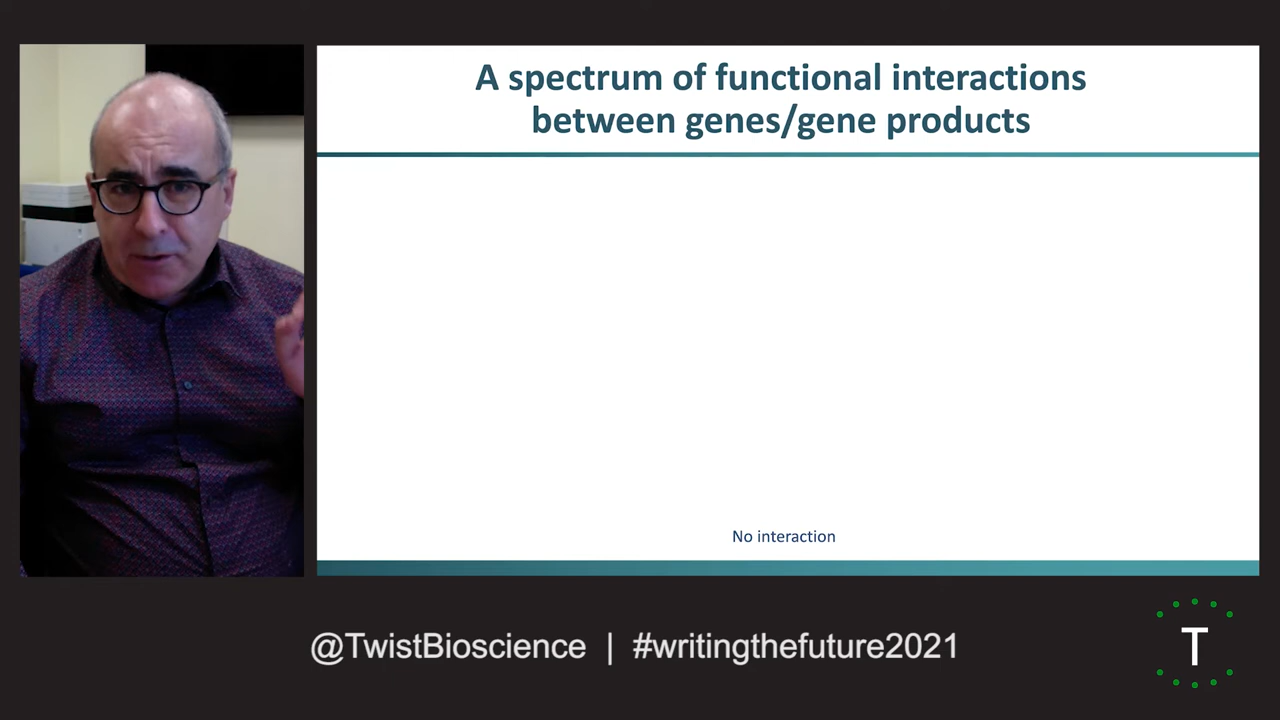 A spectrum of functional interactions
between genes/gene products
No interaction
@TwistBioscience | #writingthefuture2021
T